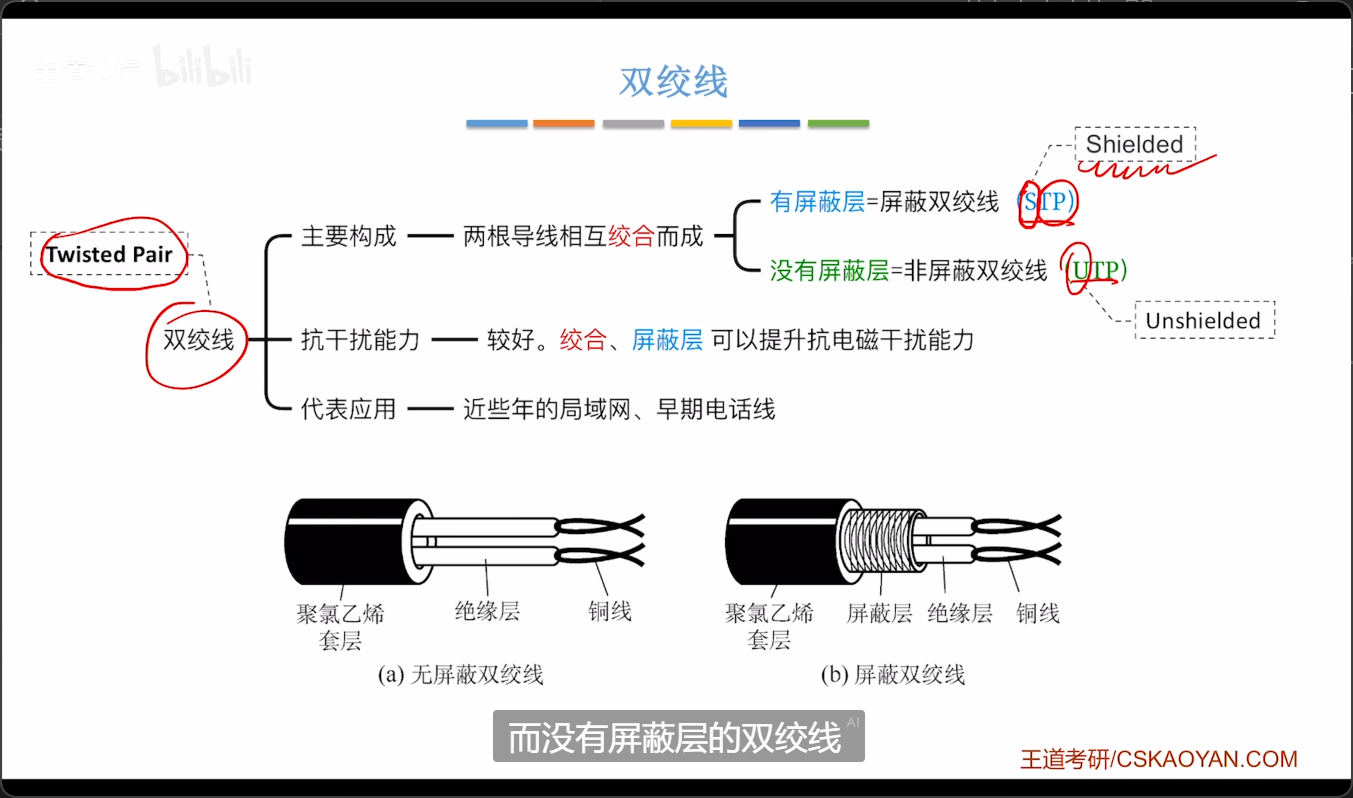 bilibili
双绞线
Shielded
有屏蔽层=屏蔽双绞线 (STP)
Twisted Pair
主要构成
两根导线相互绞合而成
没有屏蔽层=非屏蔽双绞线 (UTP)
Unshielded
双绞线
抗干扰能力
较好。绞合、屏蔽层 可以提升抗电磁干扰能力
代表应用
近些年的局域网、早期电话线
聚氯乙烯
套层
绝缘层
铜线
(a) 无屏蔽双绞线
聚氯乙烯
套层
屏蔽层
绝缘层
铜线
(b) 屏蔽双绞线
而没有屏蔽层的双绞线
AI
王道考研/CSKAOYAN.COM